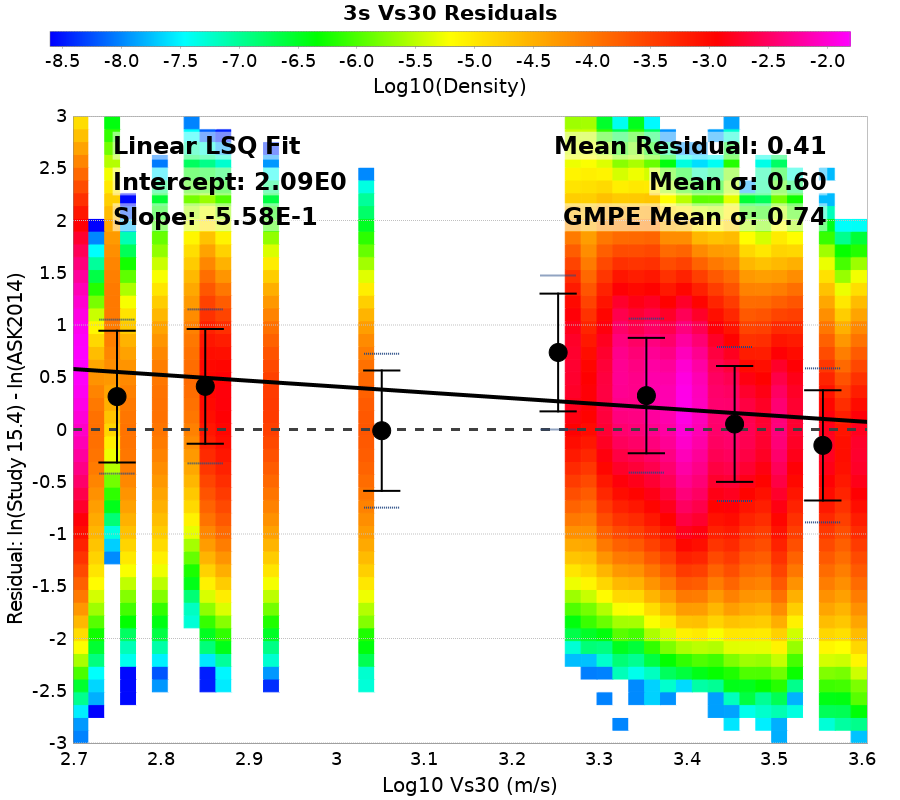 3s Vs30 Residuals
-8.5 -8.0 -7.5 -7.0 -6.5 -6.0 -5.5 -5.0 -4.5 -4.0 -3.5 -3.0 -2.5 -2.0
Log10(Density)
Linear LSQ Fit
Intercept: 2.09E0
Slope: -5.58E-1
Mean Residual: 0.41
Mean σ: 0.60
GMPE Mean σ: 0.74
Residual: ln(Study 15.4) - ln(ASK2014)
3
2.5
2
1.5
1
0.5
0
-0.5
-1
-1.5
-2
-2.5
-3
2.7 2.8 2.9 3 3.1 3.2 3.3 3.4 3.5 3.6
Log10 Vs30 (m/s)